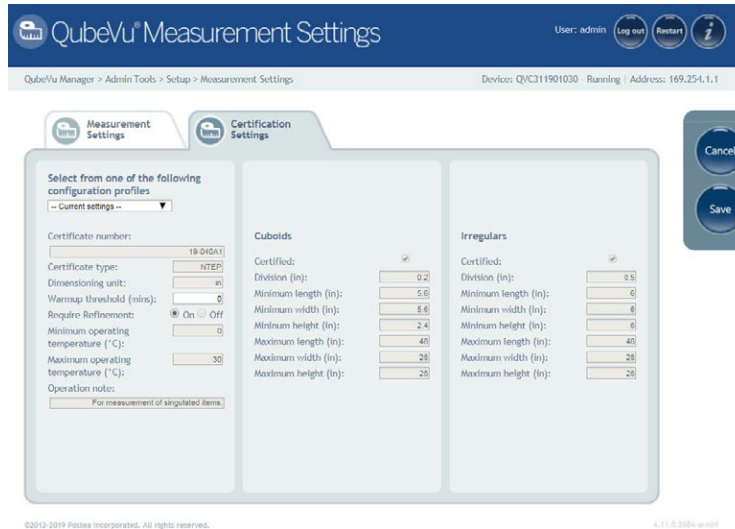 QubeVu® Measurement Settings
User: admin
Log out
Restart
i
QubeVu Manager > Admin Tools > Setup > Measurement Settings
Device: QVC311901030 - Running | Address: 169.254.1.1
Measurement Settings
Certification Settings
Cancel
Save
Select from one of the following
configuration profiles
-- Current settings --
Certificate number:
19-040A1
Certificate type: NTEP
Dimensioning unit: in
Warmup threshold (mins): 0
Require Refinement: On Off
Minimum operating
temperature (°C): 0
Maximum operating
temperature (°C): 30
Operation note:
For measurement of singulated items.
Cuboids
Certified:
Division (in): 0.2
Minimum length (in): 5.6
Minimum width (in): 5.6
Mininum height (in): 2.4
Maximum length (in): 48
Maximum width (in): 28
Maximum height (in): 28
Irregulars
Certified:
Division (in): 0.5
Minimum length (in): 6
Minimum width (in): 6
Mininum height (in): 6
Maximum length (in): 48
Maximum width (in): 28
Maximum height (in): 28
©2012-2019 Postea Incorporated. All rights reserved.